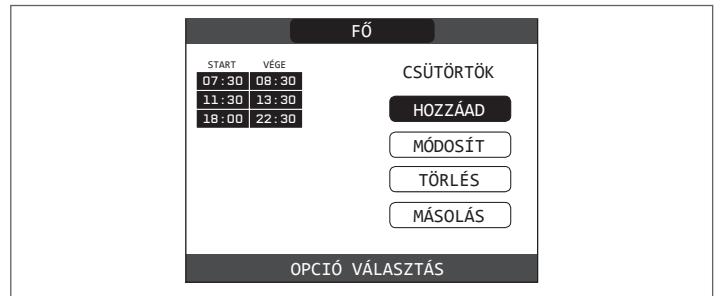 FŐ
START VÉGE
07:30 08:30
11:30 13:30
18:00 22:30
CSÜTÖRTÖK
HOZZÁAD
MÓDOSÍT
TÖRLÉS
MÁSOLÁS
OPCIÓ VÁLASZTÁS